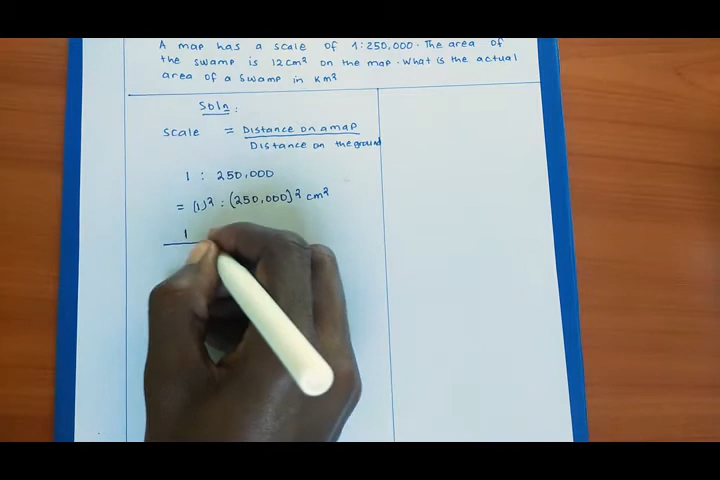 A map has a scale of 1:250,000. The area of
the swamp is 12cm² on the map. What is the actual
area of a swamp in km²
Soln:
Scale = Distance on a map
Distance on the ground
1 : 250,000
= (1)² : (250,000)² cm²
1